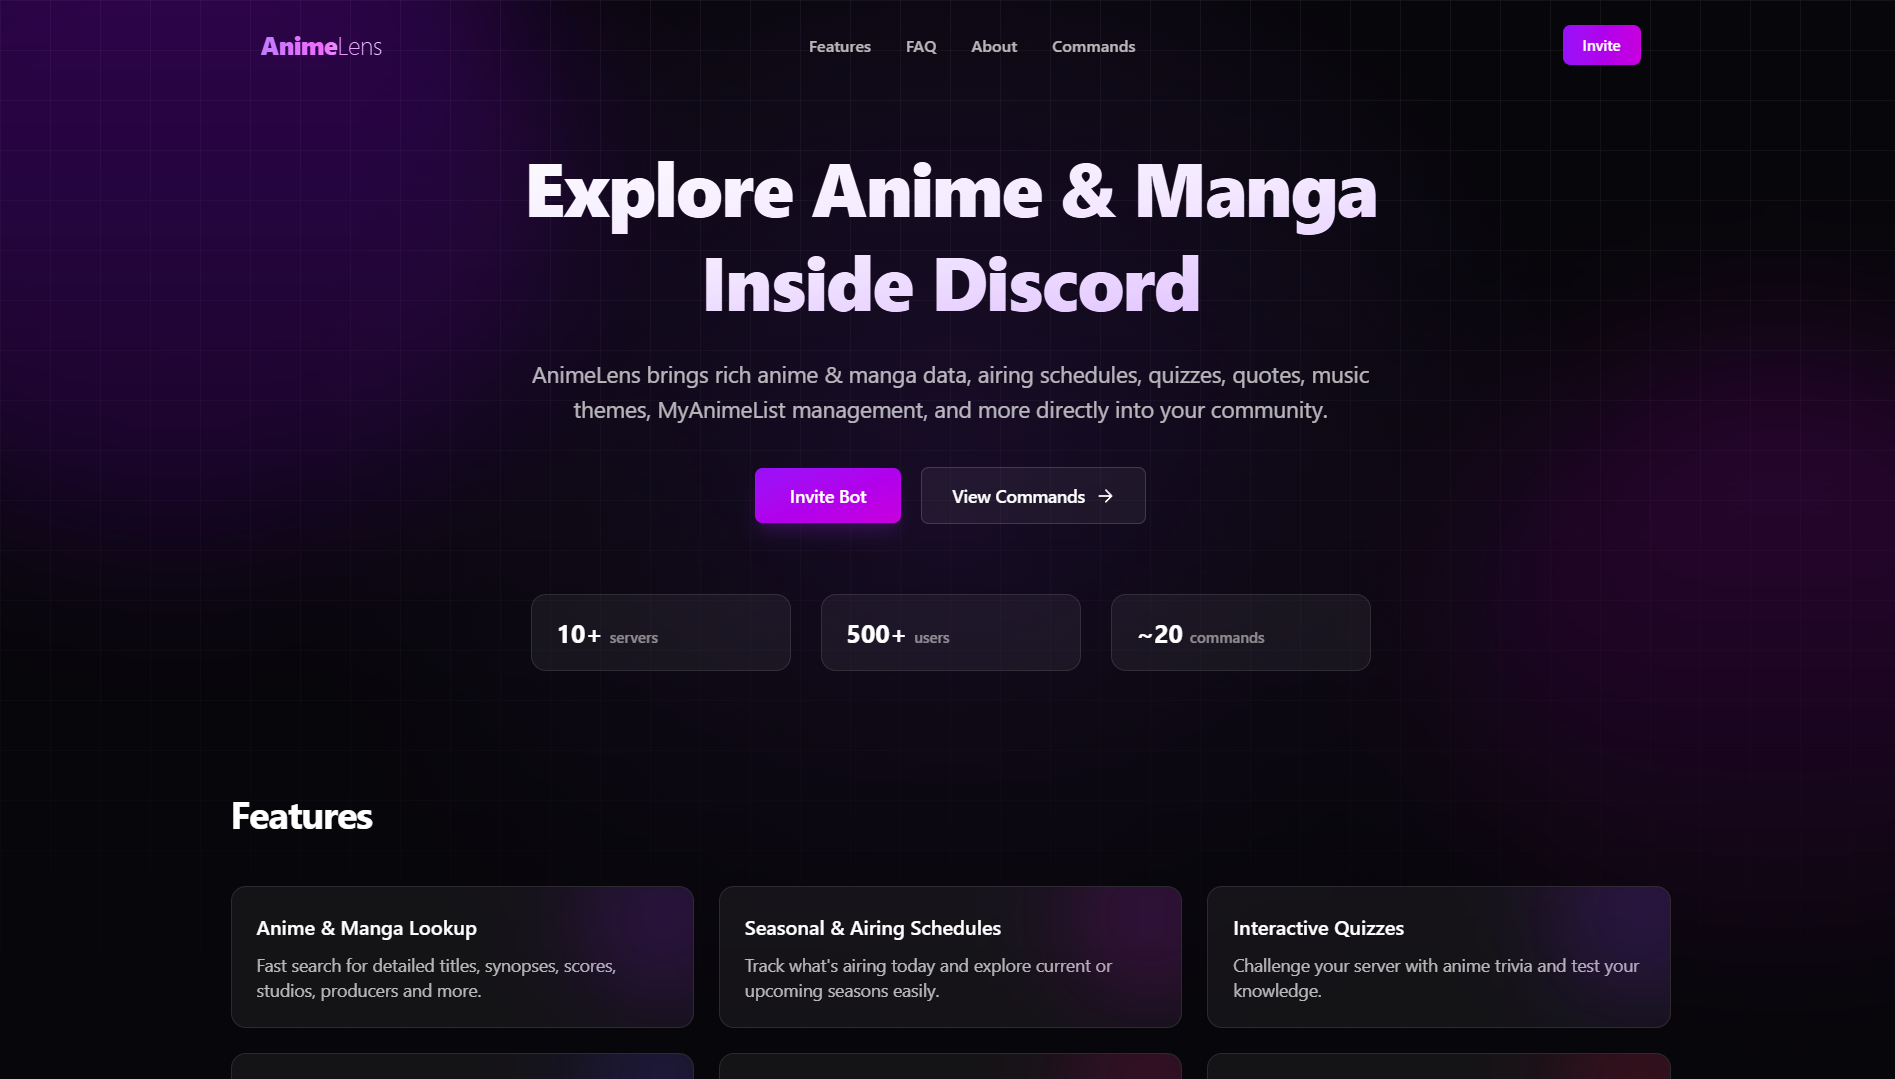 AnimeLens
Features
FAQ
About
Commands
Invite
Explore Anime & Manga
Inside Discord
AnimeLens brings rich anime & manga data, airing schedules, quizzes, quotes, music
themes, MyAnimeList management, and more directly into your community.
Invite Bot
View Commands →
10+ servers
500+ users
~20 commands
Features
Anime & Manga Lookup
Fast search for detailed titles, synopses, scores,
studios, producers and more.
Seasonal & Airing Schedules
Track what's airing today and explore current or
upcoming seasons easily.
Interactive Quizzes
Challenge your server with anime trivia and test your
knowledge.